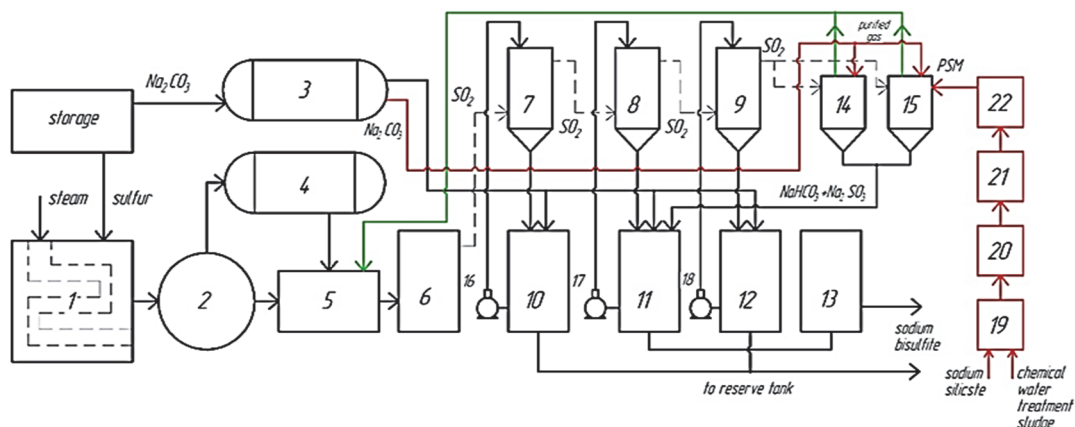 purified
gas
SO2
PSM
Na2CO3
3
SO2
7
8
9
14
15
22
storage
Na2CO3
SO2
SO2
21
4
NaHCO3+Na2 SO3
steam
sulfur
1
2
5
6
16
10
17
11
18
12
13
20
19
sodium
bisulfite
to reserve tank
sodium
silicste
chemical
water
treatment
sludge